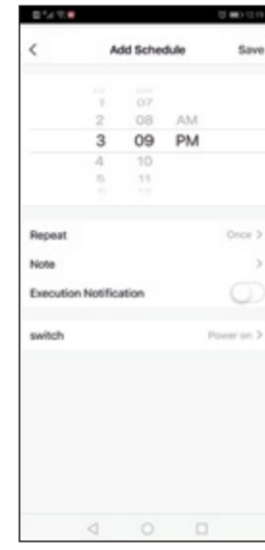 Add Schedule Save
1 07
2 08 AM
3 09 PM
4 10
5 11
Repeat Once >
Note >
Execution Notification
switch Power on >